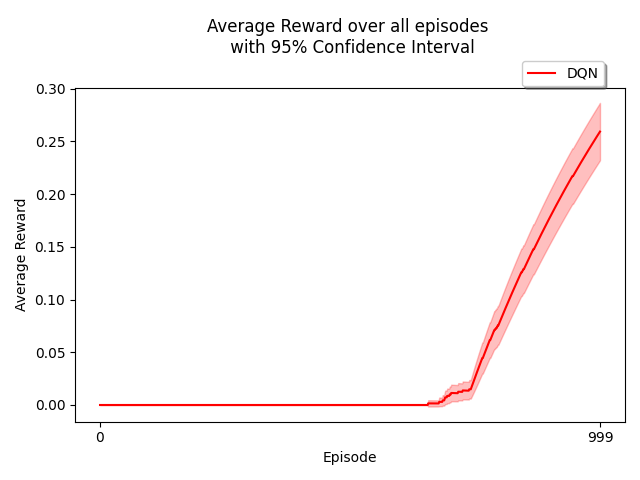 Average Reward over all episodes
with 95% Confidence Interval
DQN
0.30
0.25
0.20
0.15
0.10
0.05
0.00
Average Reward
0 999
Episode